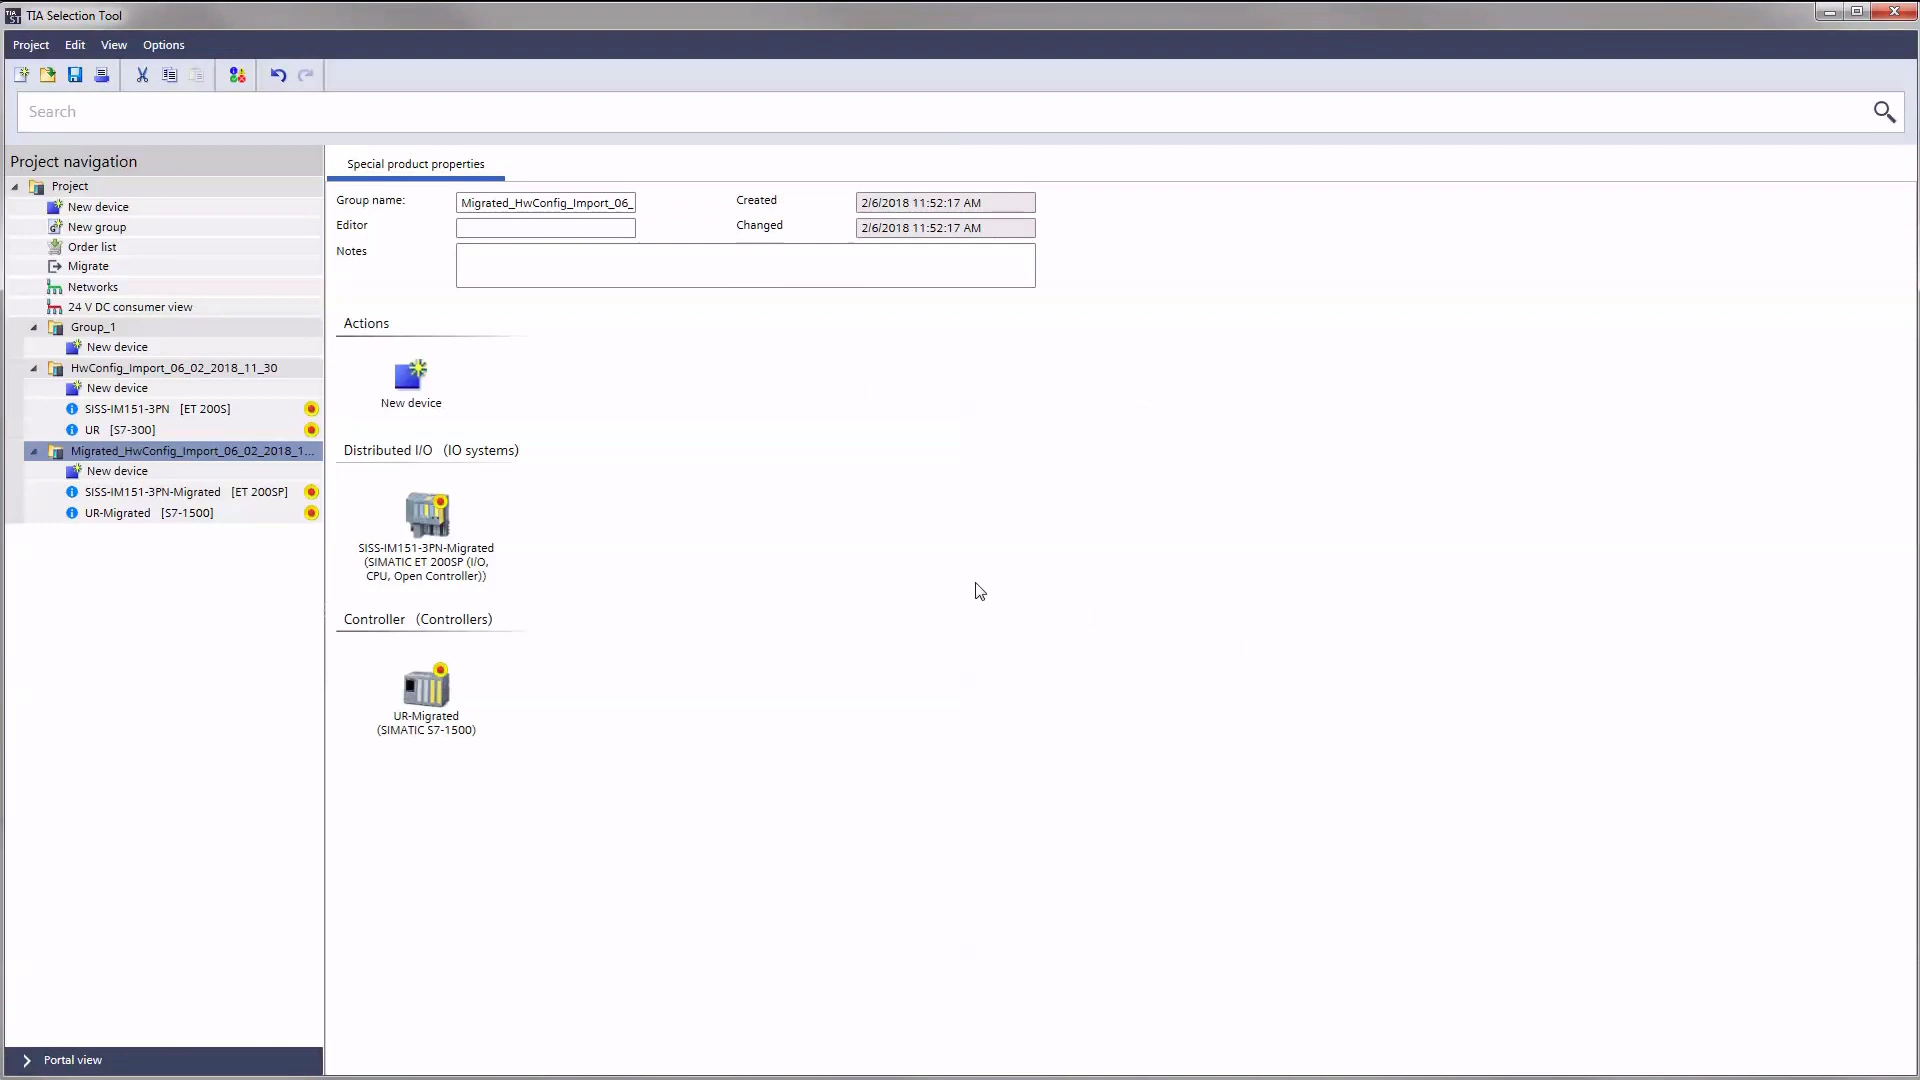 TIA Selection Tool
Project Edit View Options
Search
Project navigation
Project
New device
New group
Order list
Migrate
Networks
24 V DC consumer view
Group_1
New device
HwConfig_Import_06_02_2018_11_30
New device
SISS-IM151-3PN [ET 200S]
UR [S7-300]
Migrated_HwConfig_Import_06_02_2018_1...
New device
SISS-IM151-3PN-Migrated [ET 200SP]
UR-Migrated [S7-1500]
Portal view
Special product properties
Group name: Migrated_HwConfig_Import_06_ Created 2/6/2018 11:52:17 AM
Editor Changed 2/6/2018 11:52:17 AM
Notes
Actions
New device
Distributed I/O (IO systems)
SISS-IM151-3PN-Migrated
(SIMATIC ET 200SP (I/O,
CPU, Open Controller))
Controller (Controllers)
UR-Migrated
(SIMATIC S7-1500)